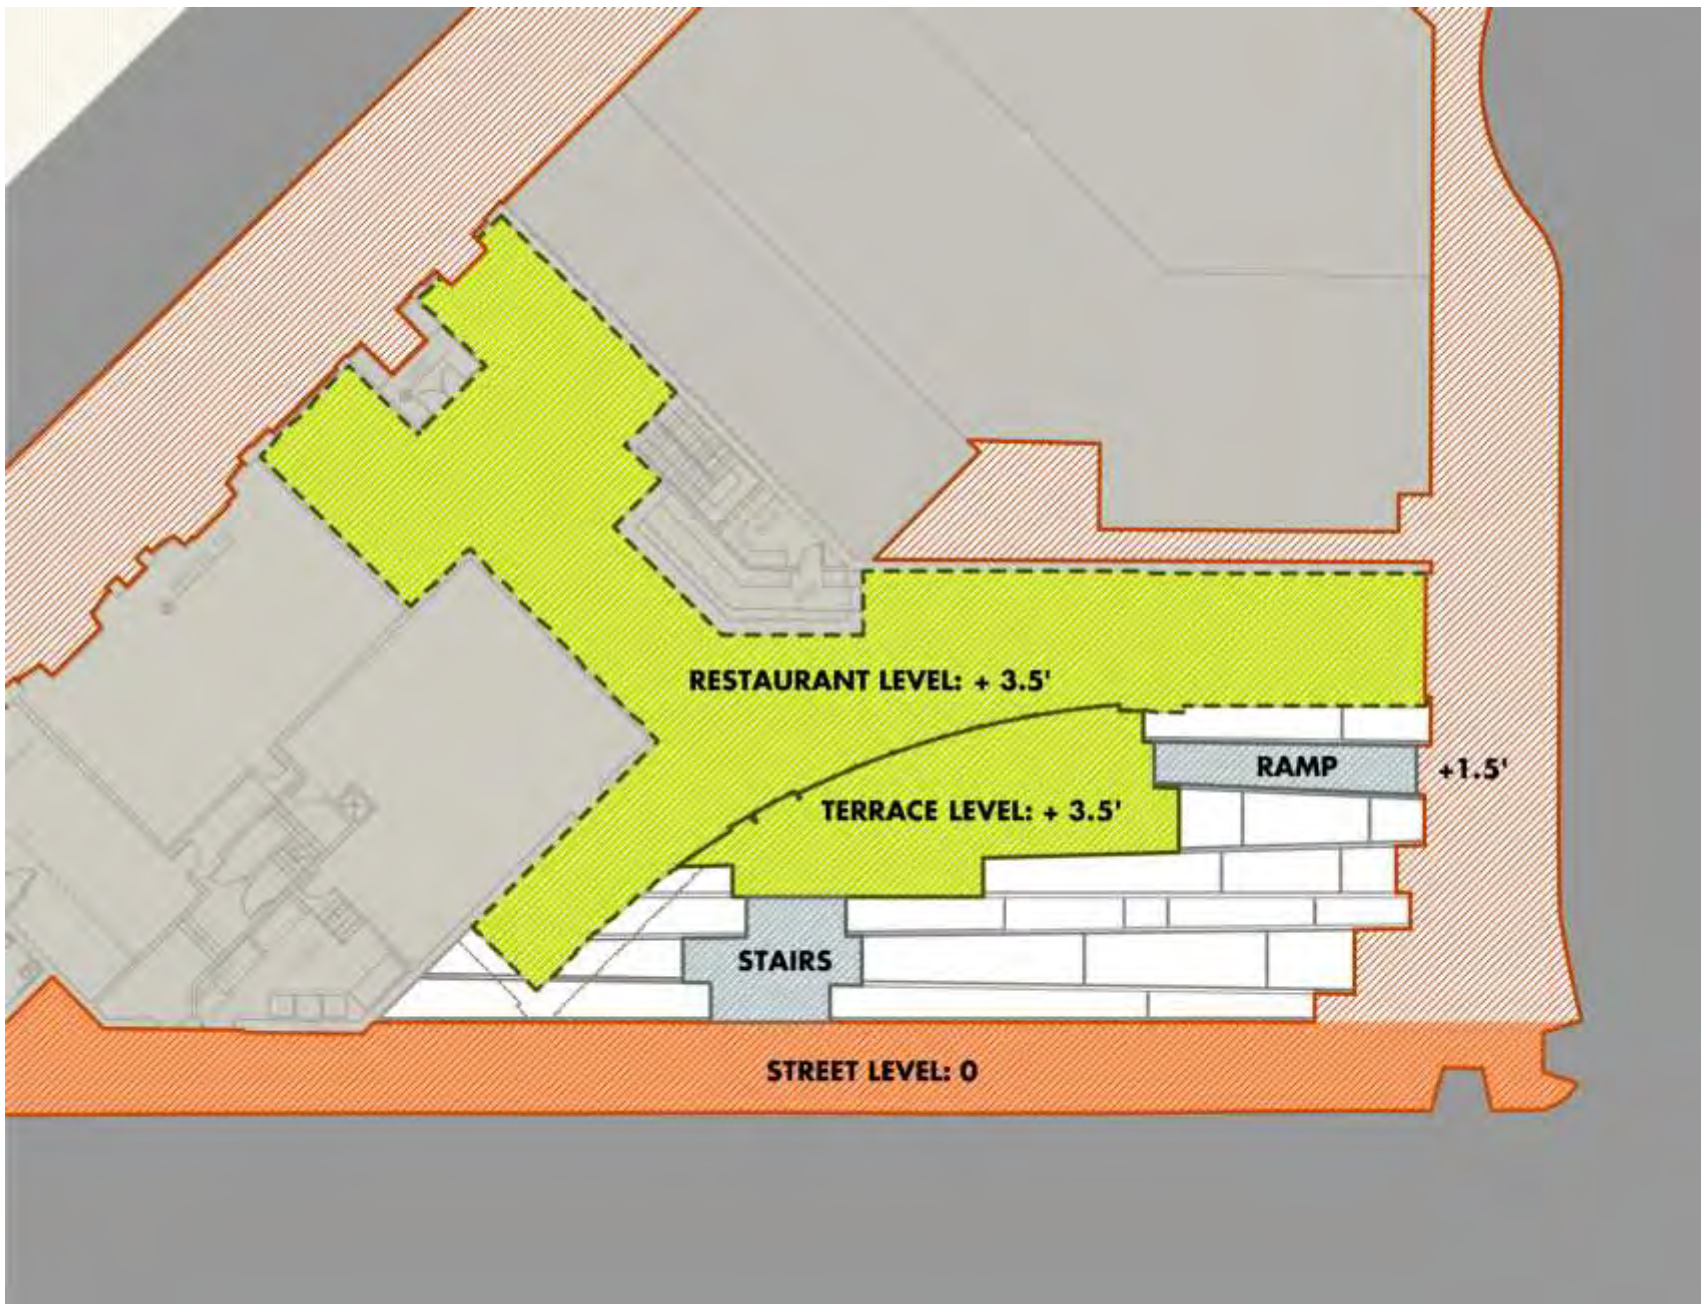 RESTAURANT LEVEL: + 3.5'
RAMP
+1.5'
TERRACE LEVEL: + 3.5'
STAIRS
STREET LEVEL: 0